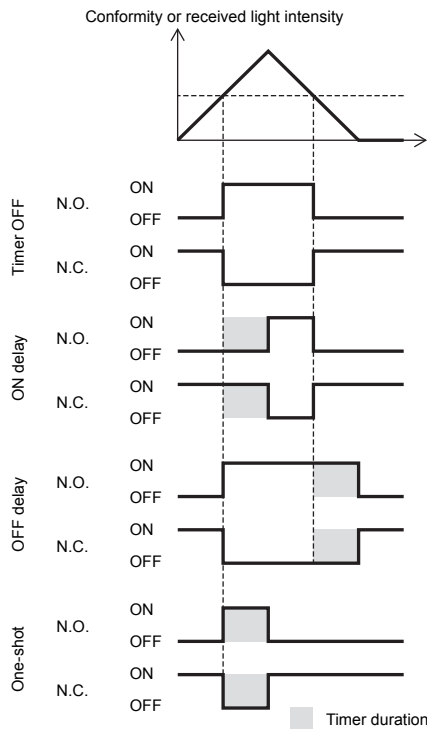 Conformity or received light intensity
Timer OFF
N.O.
ON
OFF
N.C.
ON
OFF
ON delay
N.O.
ON
OFF
N.C.
ON
OFF
OFF delay
N.O.
ON
OFF
N.C.
ON
OFF
One-shot
N.O.
ON
OFF
N.C.
ON
OFF
Timer duration